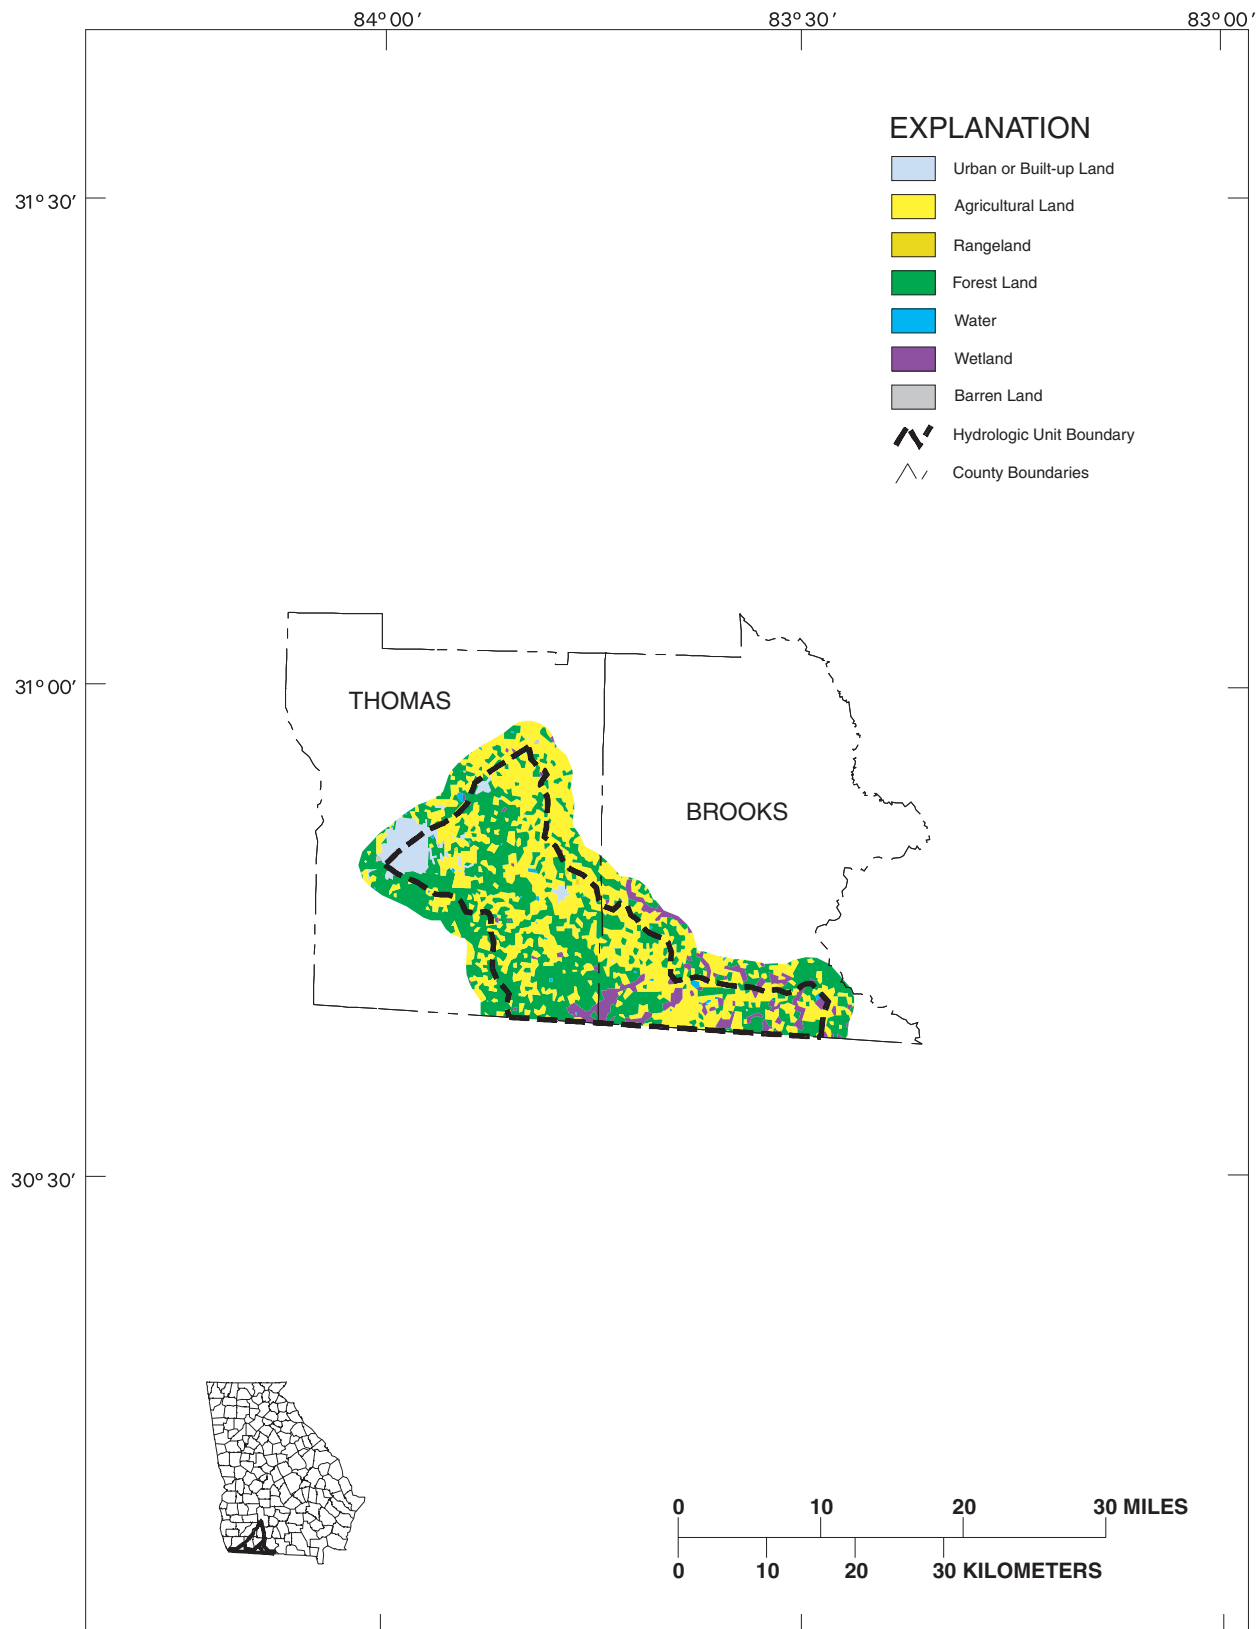 84° 00′
83° 30′
83° 00′
EXPLANATION
Urban or Built-up Land
31° 30′
Agricultural Land
Rangeland
Forest Land
Water
Wetland
Barren Land
Hydrologic Unit Boundary
County Boundaries
31° 00′
THOMAS
BROOKS
30° 30′
0 10 20 30 MILES
0 10 20 30 KILOMETERS